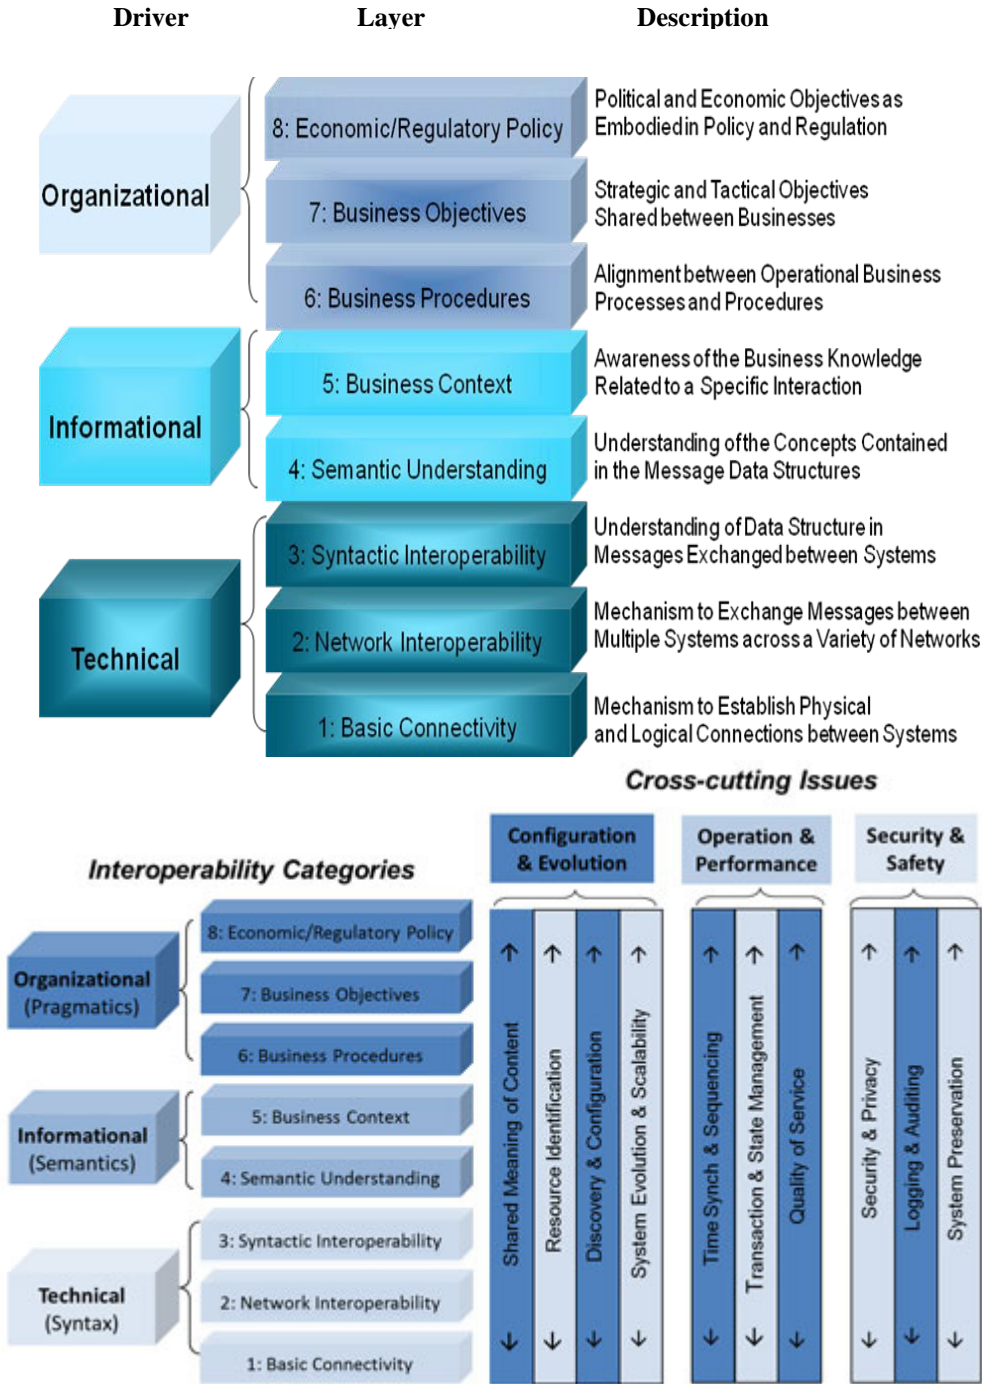 Driver
Layer
Description
Organizational
8: Economic/Regulatory Policy
Political and Economic Objectives as
Embodied in Policy and Regulation
7: Business Objectives
Strategic and Tactical Objectives
Shared between Businesses
6: Business Procedures
Alignment between Operational Business
Processes and Procedures
Informational
5: Business Context
Awareness of the Business Knowledge
Related to a Specific Interaction
4: Semantic Understanding
Understanding of the Concepts Contained
in the Message Data Structures
Technical
3: Syntactic Interoperability
Understanding of Data Structure in
Messages Exchanged between Systems
2: Network Interoperability
Mechanism to Exchange Messages between
Multiple Systems across a Variety of Networks
1: Basic Connectivity
Mechanism to Establish Physical
and Logical Connections between Systems
Interoperability Categories
Organizational
(Pragmatics)
8: Economic/Regulatory Policy
7: Business Objectives
6: Business Procedures
Informational
(Semantics)
5: Business Context
4: Semantic Understanding
Technical
(Syntax)
3: Syntactic Interoperability
2: Network Interoperability
1: Basic Connectivity
Cross-cutting Issues
Configuration
& Evolution
Shared Meaning of Content
Resource Identification
Discovery & Configuration
System Evolution & Scalability
Operation &
Performance
Time Synch & Sequencing
Transaction & State Management
Quality of Service
Security &
Safety
Security & Privacy
Logging & Auditing
System Preservation